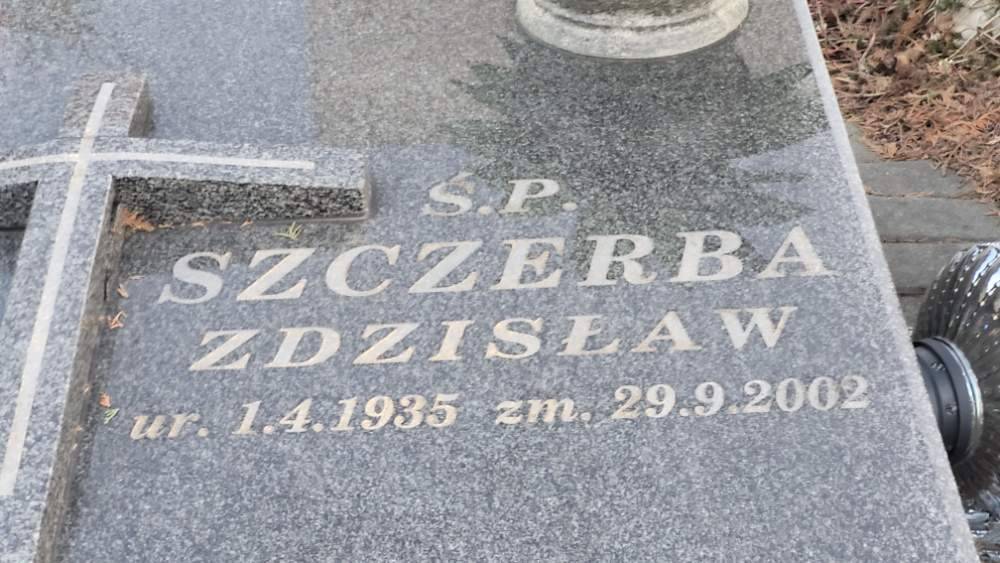 Ś.P.
SZCZERBA
ZDZISŁAW
ur. 1.4.1935 zm. 29.9.2002